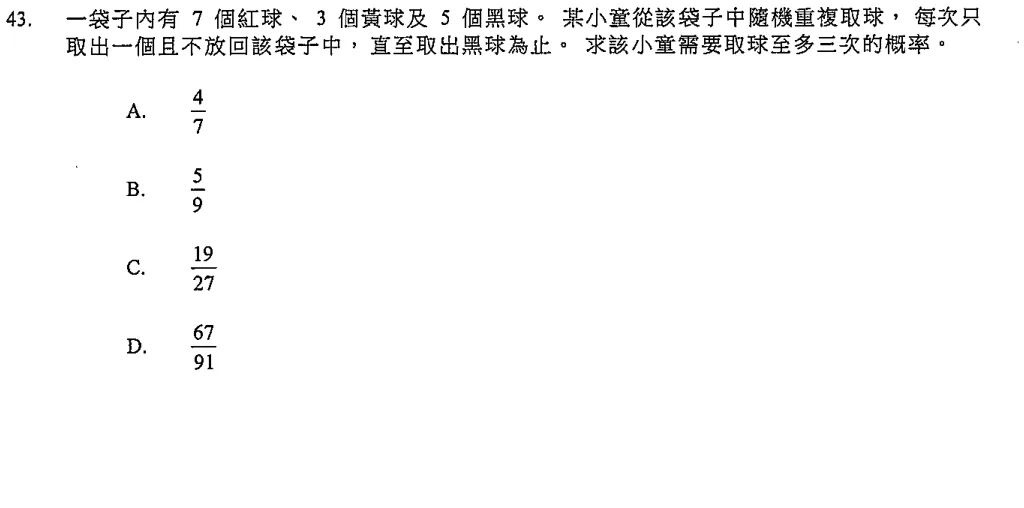 43. 一袋子內有 7 個紅球、 3 個黃球及 5 個黑球。 某小童從該袋子中隨機重複取球，每次只
取出一個且不放回該袋子中，直至取出黑球為止。 求該小童需要取球至多三次的概率。
A. 4/7
B. 5/9
C. 19/27
D. 67/91